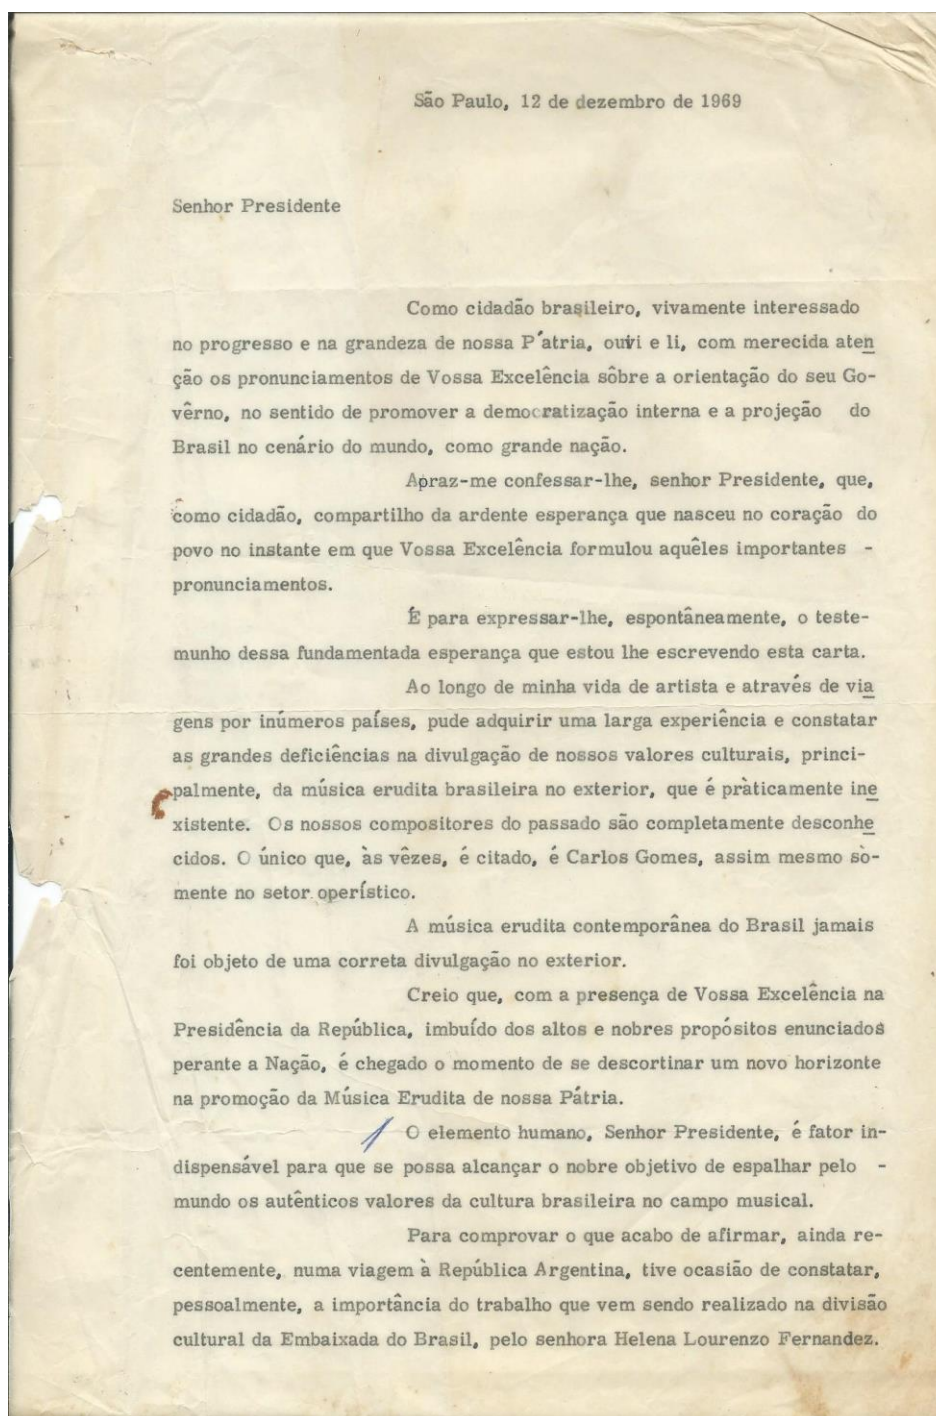 São Paulo, 12 de dezembro de 1969
Senhor Presidente
Como cidadão brasileiro, vivamente interessado
no progresso e na grandeza de nossa P´atria, ouvi e li, com merecida aten
ção os pronunciamentos de Vossa Excelência sôbre a orientação do seu Go-
vêrno, no sentido de promover a democratização interna e a projeção do
Brasil no cenário do mundo, como grande nação.
Apraz-me confessar-lhe, senhor Presidente, que,
como cidadão, compartilho da ardente esperança que nasceu no coração do
povo no instante em que Vossa Excelência formulou aquêles importantes -
pronunciamentos.
É para expressar-lhe, espontâneamente, o teste-
munho dessa fundamentada esperança que estou lhe escrevendo esta carta.
Ao longo de minha vida de artista e através de via
gens por inúmeros países, pude adquirir uma larga experiência e constatar
as grandes deficiências na divulgação de nossos valores culturais, princi-
palmente, da música erudita brasileira no exterior, que é pràticamente ine
xistente. Os nossos compositores do passado são completamente desconhe
cidos. O único que, às vêzes, é citado, é Carlos Gomes, assim mesmo sò-
mente no setor operístico.
A música erudita contemporânea do Brasil jamais
foi objeto de uma correta divulgação no exterior.
Creio que, com a presença de Vossa Excelência na
Presidência da República, imbuído dos altos e nobres propósitos enunciados
perante a Nação, é chegado o momento de se descortinar um novo horizonte
na promoção da Música Erudita de nossa Pátria.
O elemento humano, Senhor Presidente, é fator in-
dispensável para que se possa alcançar o nobre objetivo de espalhar pelo -
mundo os autênticos valores da cultura brasileira no campo musical.
Para comprovar o que acabo de afirmar, ainda re-
centemente, numa viagem à República Argentina, tive ocasião de constatar,
pessoalmente, a importância do trabalho que vem sendo realizado na divisão
cultural da Embaixada do Brasil, pelo senhora Helena Lourenzo Fernandez.